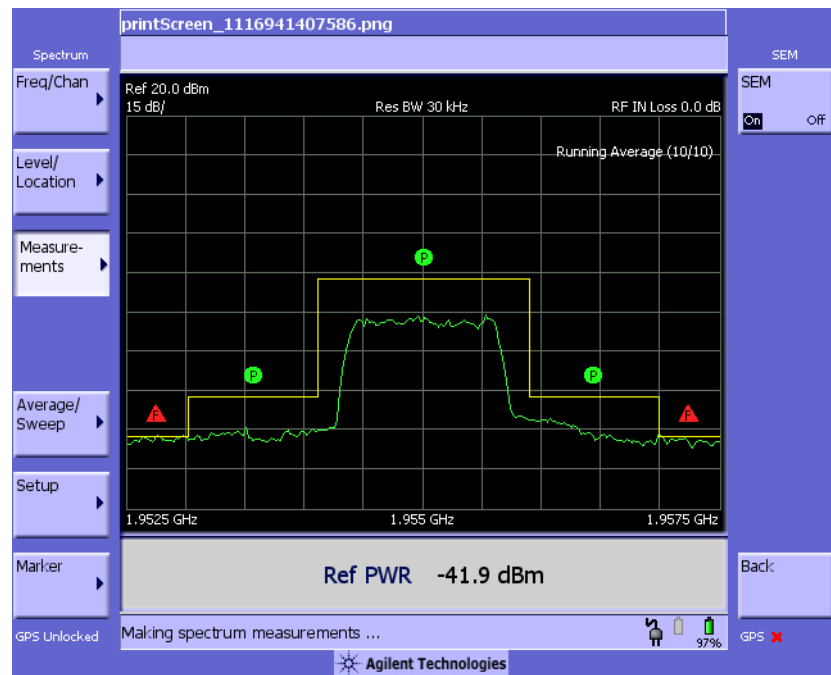 printScreen_1116941407586.png
Spectrum
SEM
Freq/Chan
Level/
Location
Measure-
ments
Average/
Sweep
Setup
Marker
GPS Unlocked
Ref 20.0 dBm
15 dB/ Res BW 30 kHz RF IN Loss 0.0 dB
Running Average (10/10)
P
P P
F F
1.9525 GHz 1.955 GHz 1.9575 GHz
Ref PWR -41.9 dBm
Making spectrum measurements ...
97%
Agilent Technologies
SEM
On Off
Back
GPS